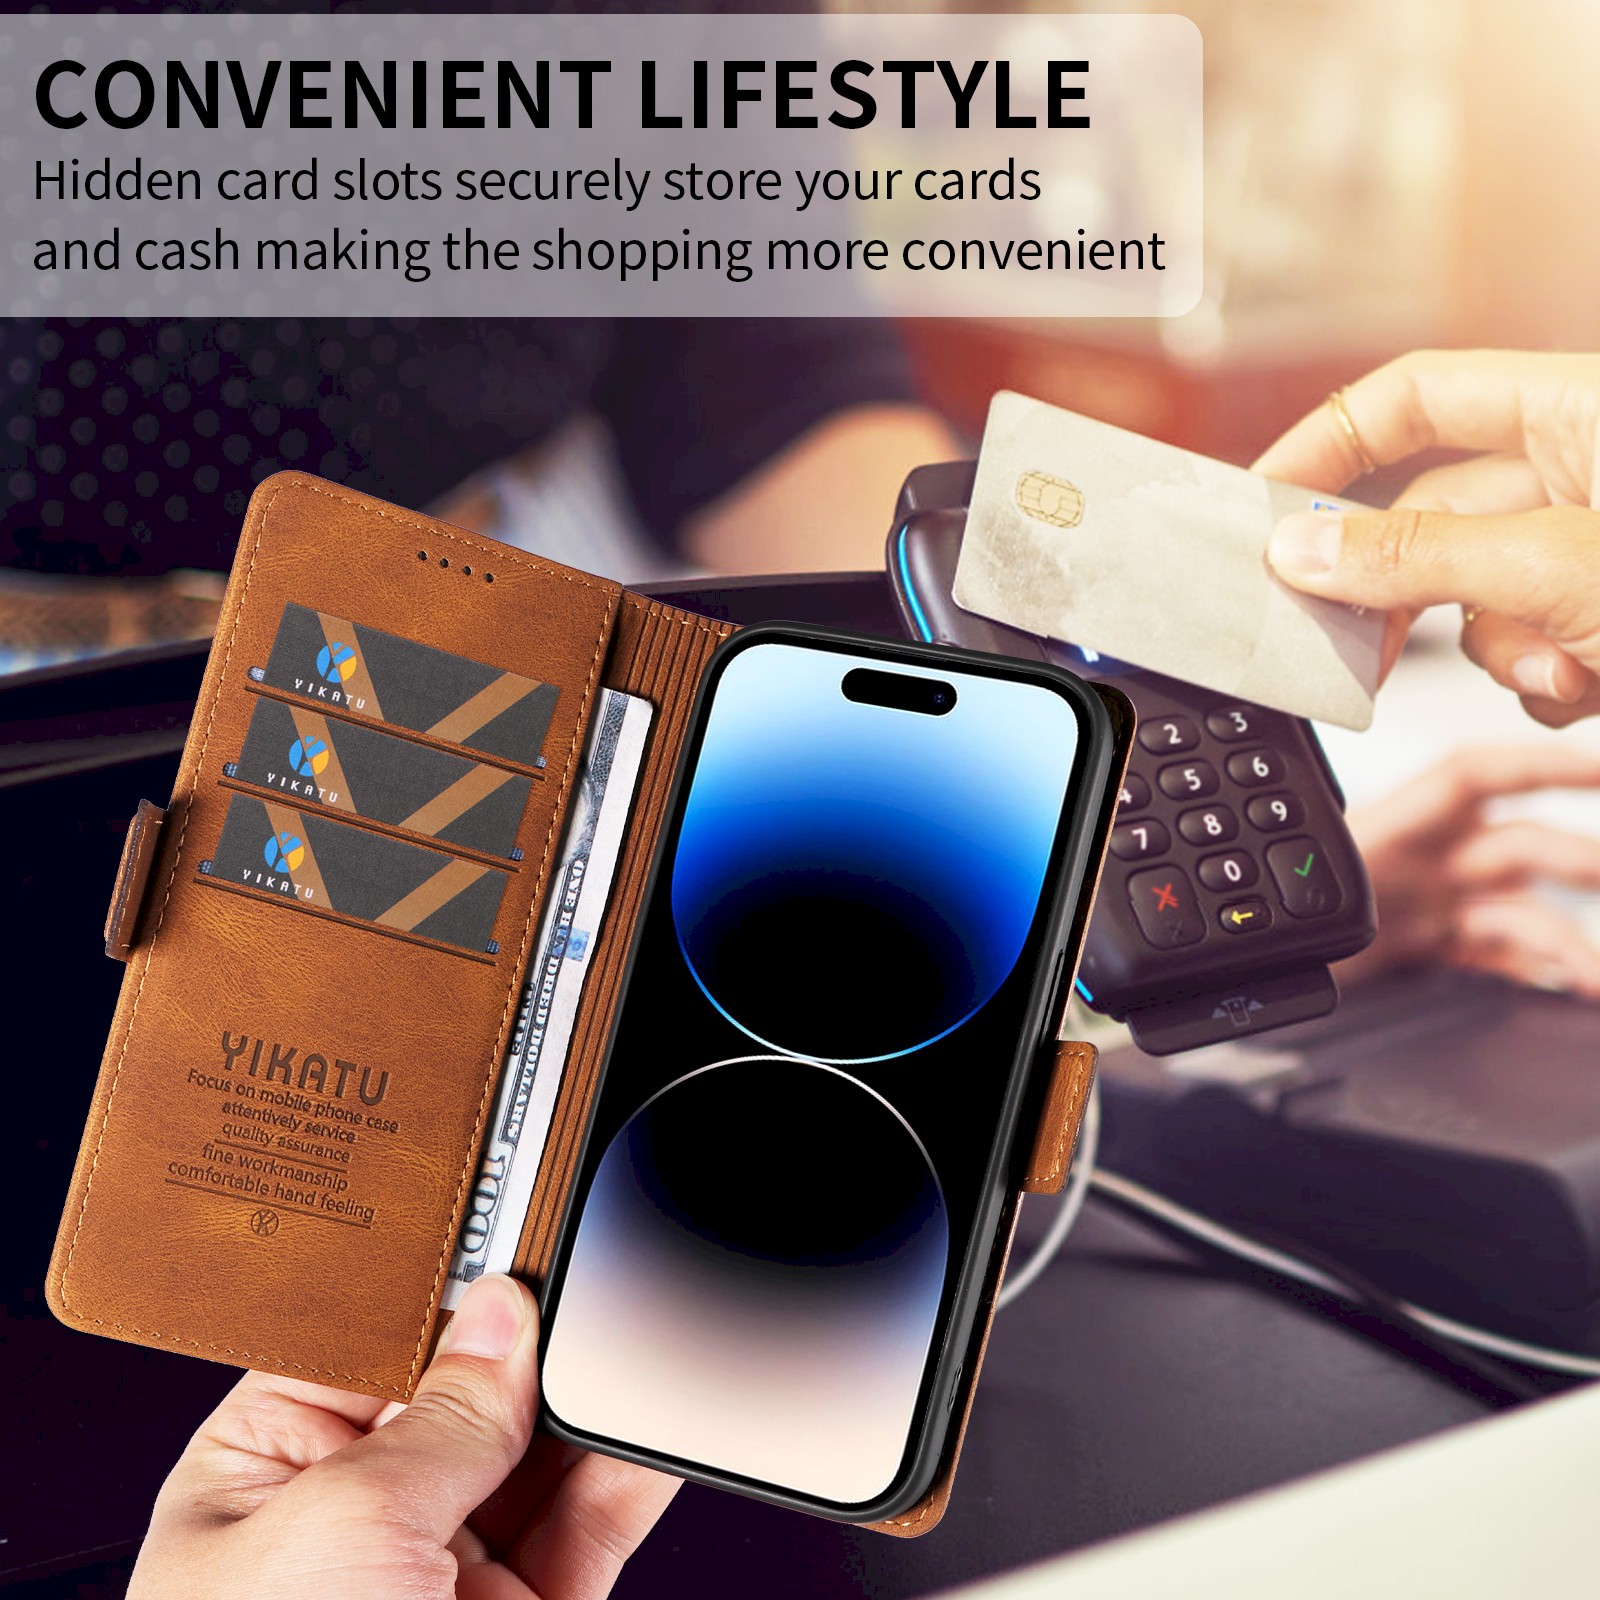 CONVENIENT LIFESTYLE
Hidden card slots securely store your cards
and cash making the shopping more convenient
YIKATU
YIKATU
YIKATU
YIKATU
Focus on mobile phone case
attentively service
quality assurance
fine workmanship
comfortable hand feeling
100
2 3
4 5 6
7 8 9
0